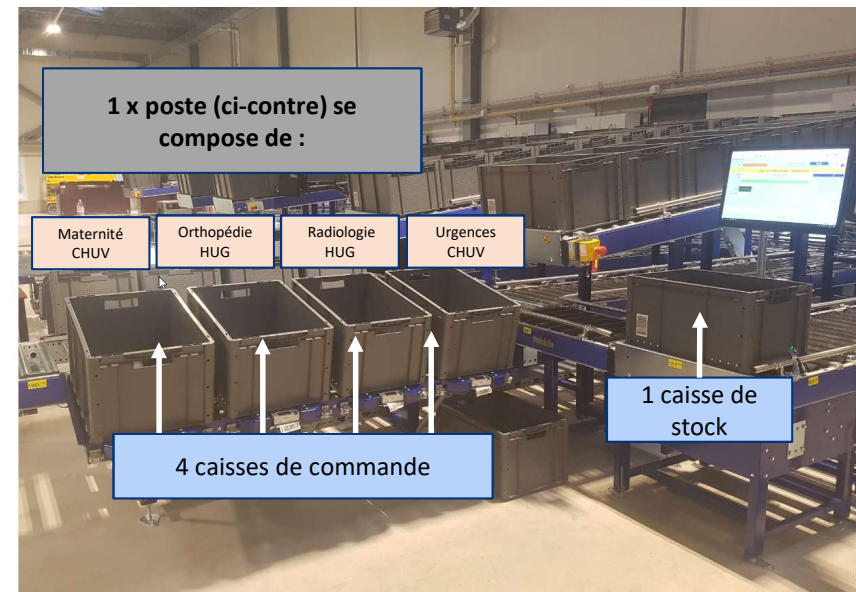 1 x poste (ci-contre) se
compose de :
Maternité
CHUV
Orthopédie
HUG
Radiologie
HUG
Urgences
CHUV
4 caisses de commande
1 caisse de
stock